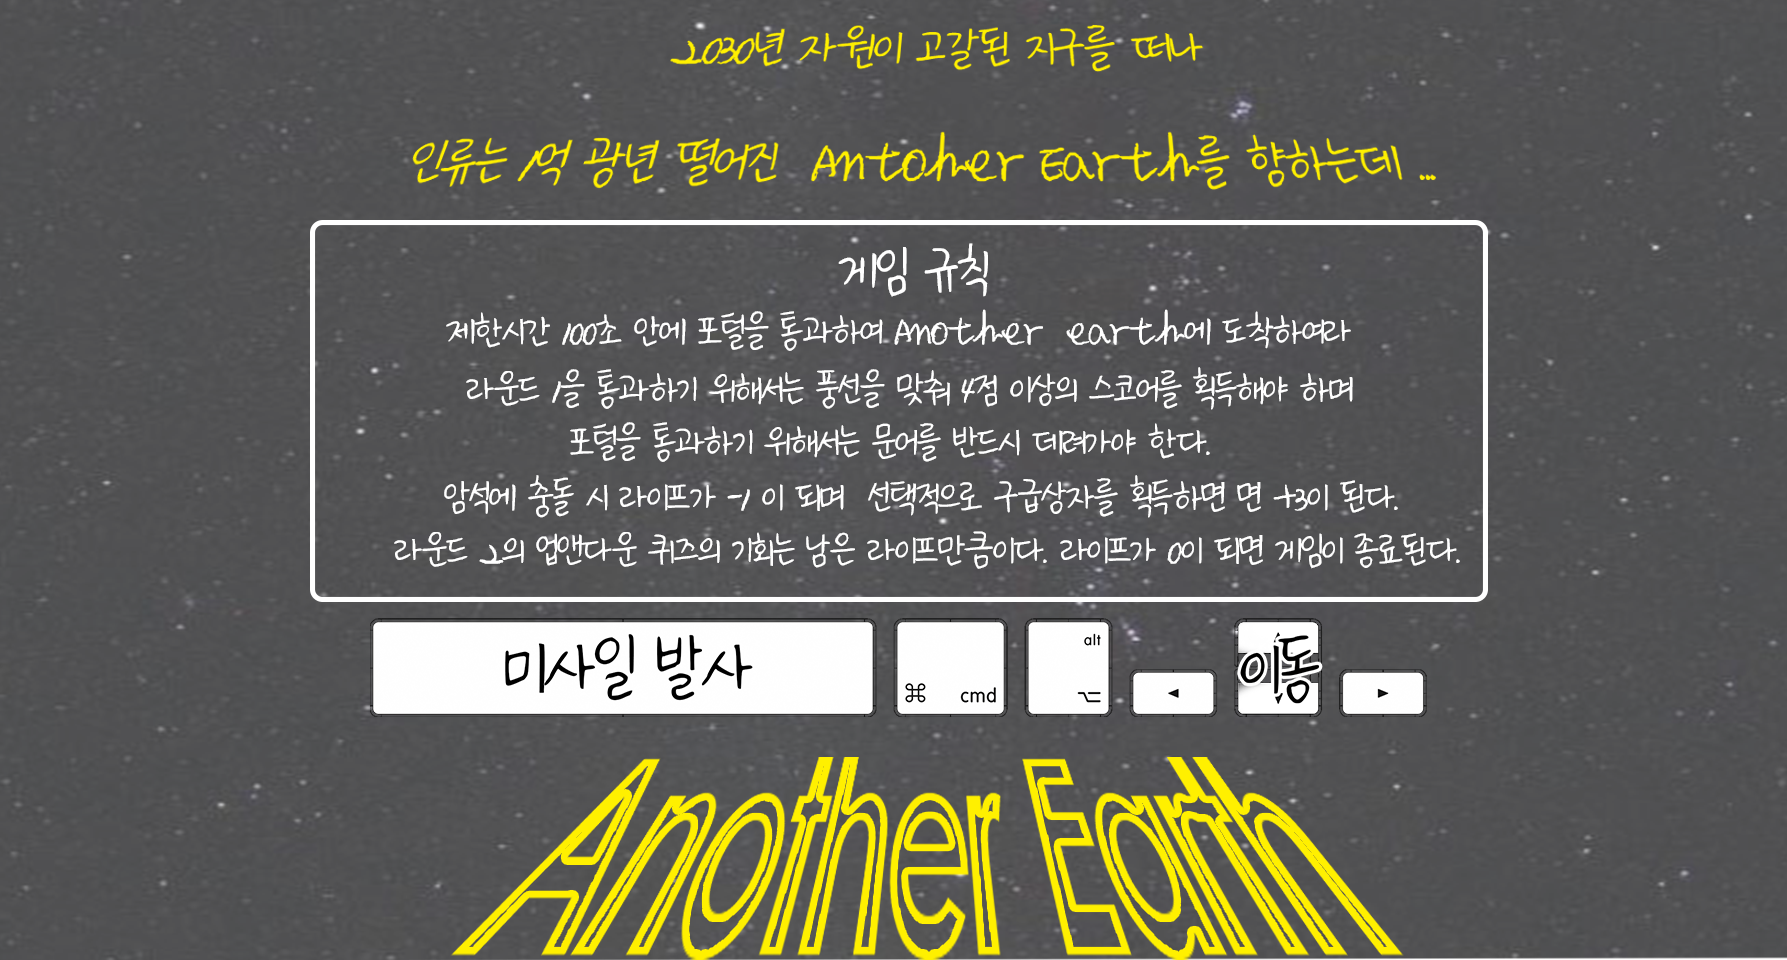 2030년 자원이 고갈된 지구를 떠나
인류는 1억 광년 떨어진 Antoher Earth를 향하는데 ...
게임 규칙
제한시간 100초 안에 포털을 통과하여 Another earth에 도착하여라
라운드 1을 통과하기 위해서는 풍선을 맞춰 4점 이상의 스코어를 획득해야 하며
포털을 통과하기 위해서는 문어를 반드시 데려가야 한다.
암석에 충돌 시 라이프가 -1 이 되며 선택적으로 구급상자를 획득하면 면 +3이 된다.
라운드 2의 업앤다운 퀴즈의 기회는 남은 라이프만큼이다. 라이프가 0이 되면 게임이 종료된다.
미사일 발사 ⌘ cmd alt ⌥ ◄ 이동 ►
Another Earth